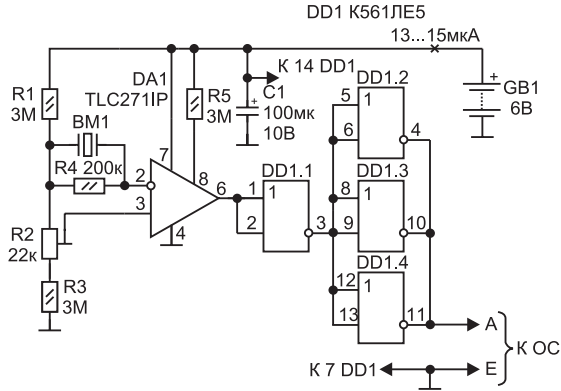 DD1 К561ЛЕ5
13...15мкА
К 14 DD1
DD1.2
DA1
TLC271IP
C1
100мк
10В
+
R1
3М
BM1
R5
3М
5
1
6
4
+
GB1
6В
R4 200к
7
8
2
3
6
4
DD1.1
1
1
2
3
DD1.3
8
1
9
10
R2
22к
R3
3М
DD1.4
12
1
13
11
А
К ОС
Е
К 7 DD1